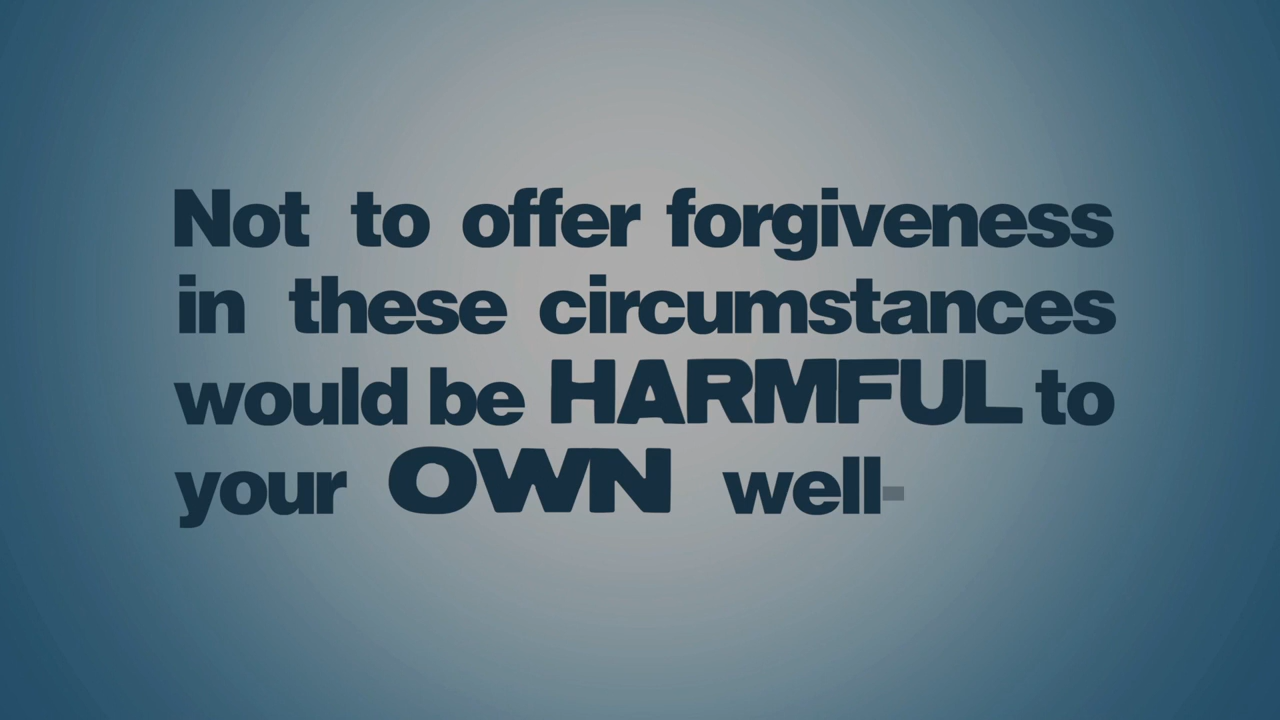 Not to offer forgiveness
in these circumstances
would be HARMFUL to
your OWN well-